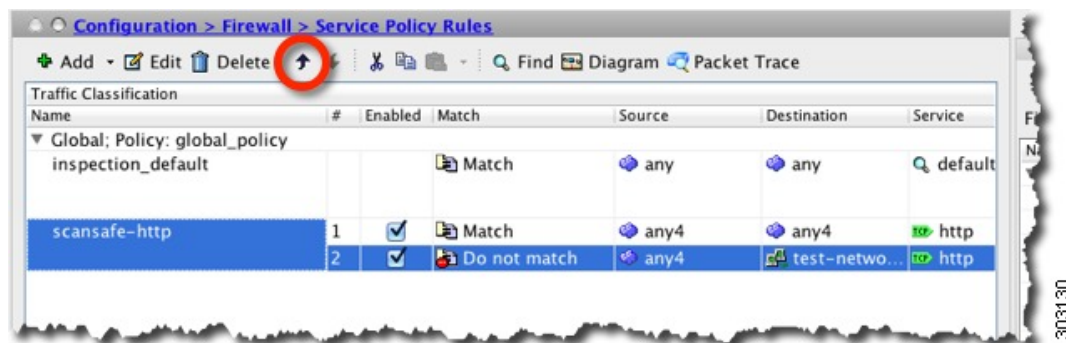 Configuration > Firewall > Service Policy Rules
Add Edit Delete Find Diagram Packet Trace
Traffic Classification
Name # Enabled Match Source Destination Service
Global; Policy: global_policy
inspection_default Match any any default
scansafe-http 1 Match any4 any4 http
2 Do not match any4 test-netwo... http
303130